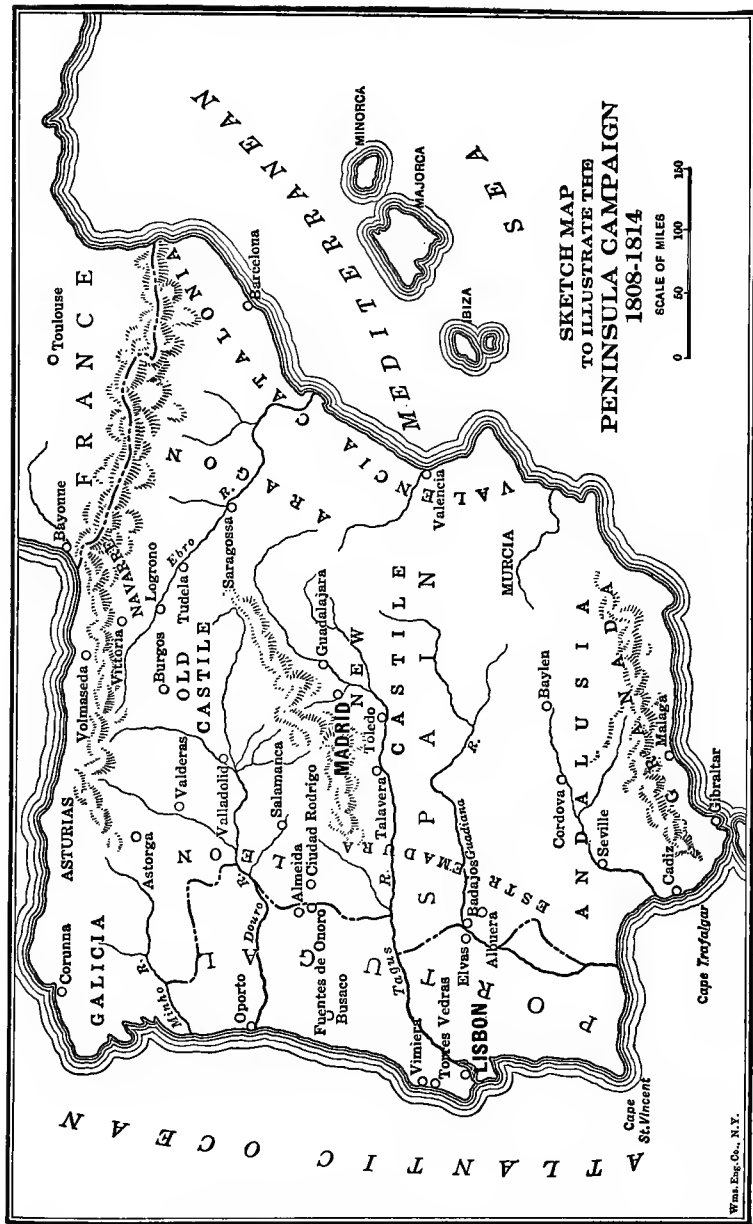 SKETCH MAP
TO ILLUSTRATE THE
PENINSULA CAMPAIGN
1808-1814
SCALE OF MILES
0 50 100 150
ATLANTIC OCEAN
MEDITERRANEAN
SEA
FRANCE
SPAIN
PORTUGAL
GALICIA
ASTURIAS
LEON
OLD
CASTILE
NEW
CASTILE
NAVARRE
ARAGON
CATALONIA
VALENCIA
MURCIA
ANDALUSIA
GRANADA
ESTREMADURA
MINORCA
MAJORCA
IBIZA
Toulouse
Bayonne
Barcelona
Corunna
Astorga
Valderas
Volmaseda
Vittoria
Logrono
Burgos
Tudela
Saragossa
Valladolid
Salamanca
Almeida
Ciudad Rodrigo
Fuentes de Onoro
Busaco
Oporto
Guadalajara
MADRID
Toledo
Talavera
Valencia
Vimiera
Torres Vedras
LISBON
Elvas
Badajos
Albuera
Baylen
Cordova
Seville
Cadiz
Malaga
Gibraltar
Cape Trafalgar
Cape
St. Vincent
Minho R.
Douro R.
Tagus R.
Guadiana R.
Ebro R.
Wms. Eng. Co., N.Y.